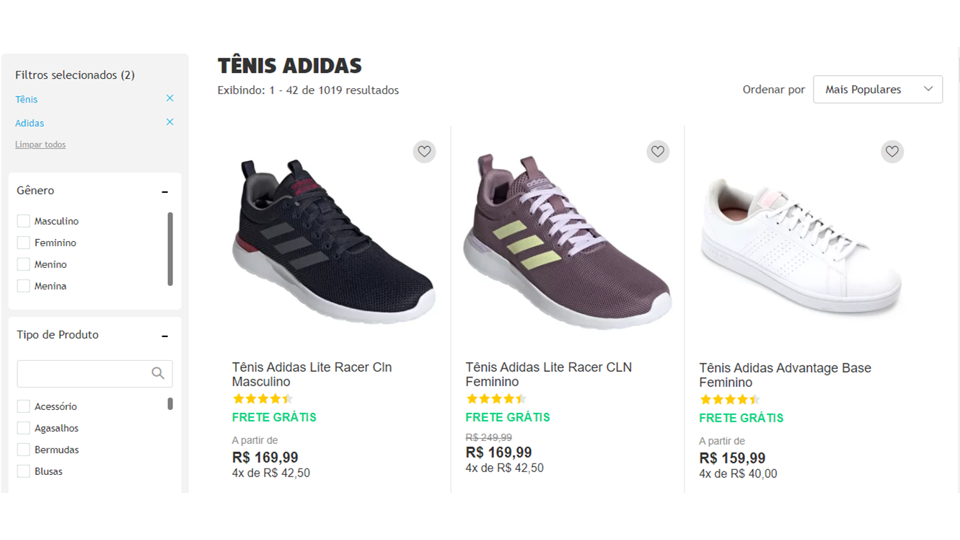 Filtros selecionados (2)
Tênis
Adidas
Limpar todos
Gênero
Masculino
Feminino
Menino
Menina
Tipo de Produto
Acessório
Agasalhos
Bermudas
Blusas
TÊNIS ADIDAS
Exibindo: 1 - 42 de 1019 resultados
Ordenar por
Mais Populares
Tênis Adidas Lite Racer Cln
Masculino
FRETE GRÁTIS
A partir de
R$ 169,99
4x de R$ 42,50
Tênis Adidas Lite Racer CLN
Feminino
FRETE GRÁTIS
R$ 249,99
R$ 169,99
4x de R$ 42,50
Tênis Adidas Advantage Base
Feminino
FRETE GRÁTIS
A partir de
R$ 159,99
4x de R$ 40,00